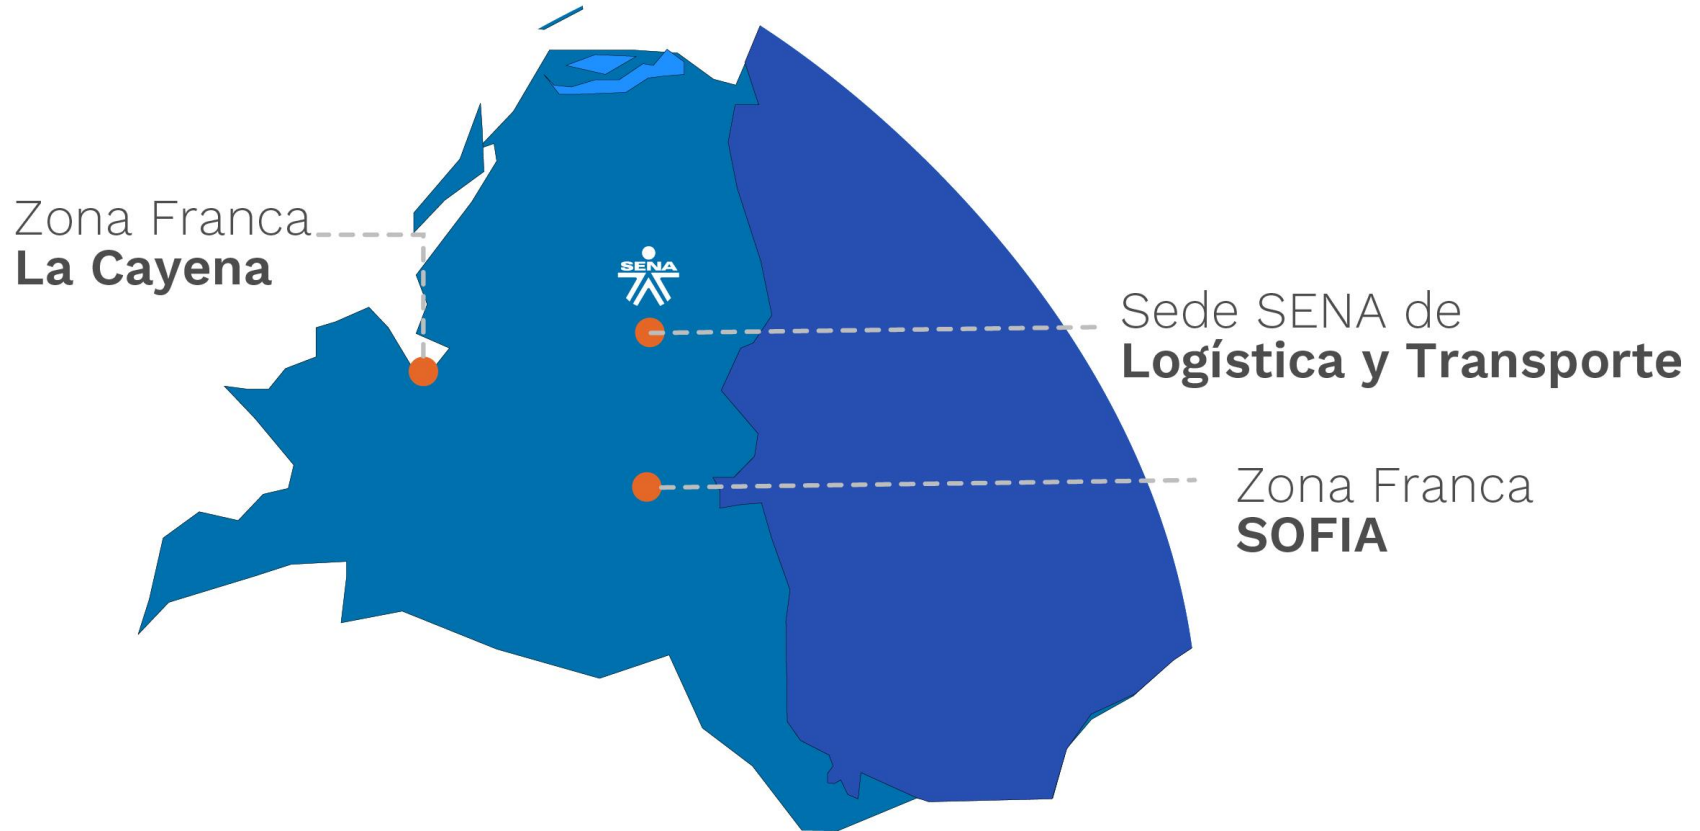 Zona Franca
La Cayena
SENA
Sede SENA de
Logística y Transporte
Zona Franca
SOFIA